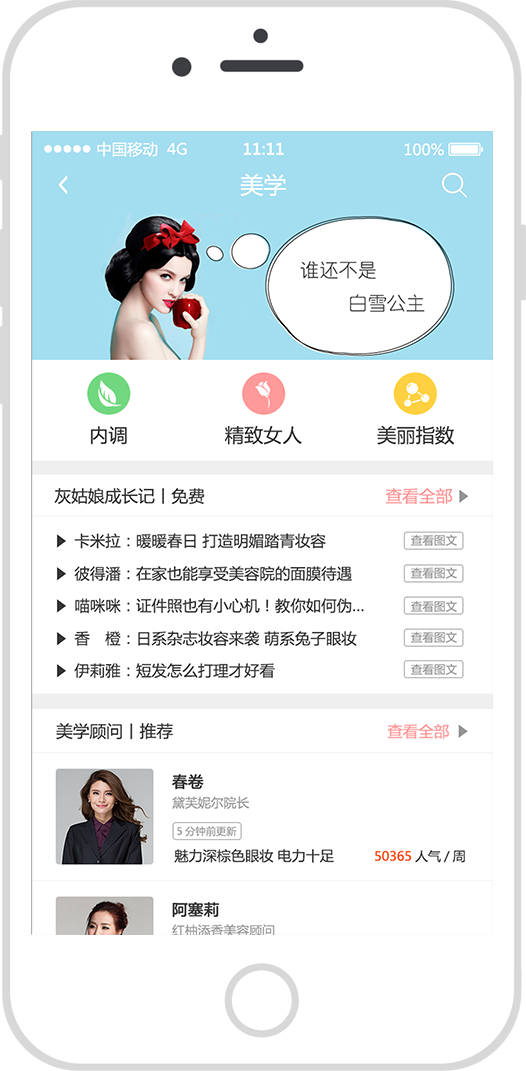 中国移动 4G 11:11 100%
美学
谁还不是
白雪公主
内调 精致女人 美丽指数
灰姑娘成长记丨免费 查看全部
卡米拉：暖暖春日 打造明媚踏青妆容 查看图文
彼得潘：在家也能享受美容院的面膜待遇 查看图文
喵咪咪：证件照也有小心机！教你如何伪... 查看图文
香 橙：日系杂志妆容来袭 萌系兔子眼妆 查看图文
伊莉雅：短发怎么打理才好看 查看图文
美学顾问丨推荐 查看全部
春卷
黛芙妮尔院长
5 分钟前更新
魅力深棕色眼妆 电力十足 50365 人气 / 周
阿塞莉
红柚添香美容顾问